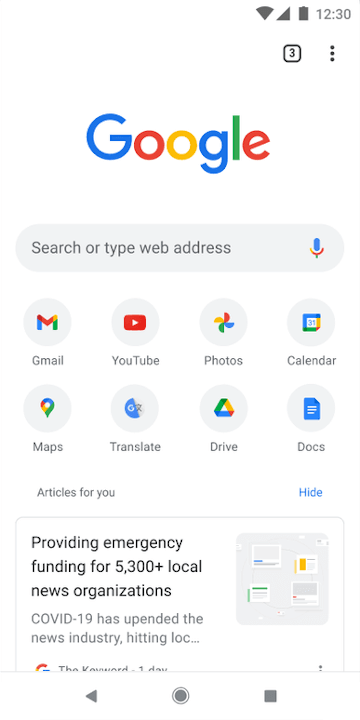 12:30
3
Google
Search or type web address
Gmail
YouTube
Photos
31
Calendar
Maps
Translate
Drive
Docs
Articles for you
Hide
Providing emergency
funding for 5,300+ local
news organizations
COVID-19 has upended the
news industry, hitting loc...
The Keyword · 1 day